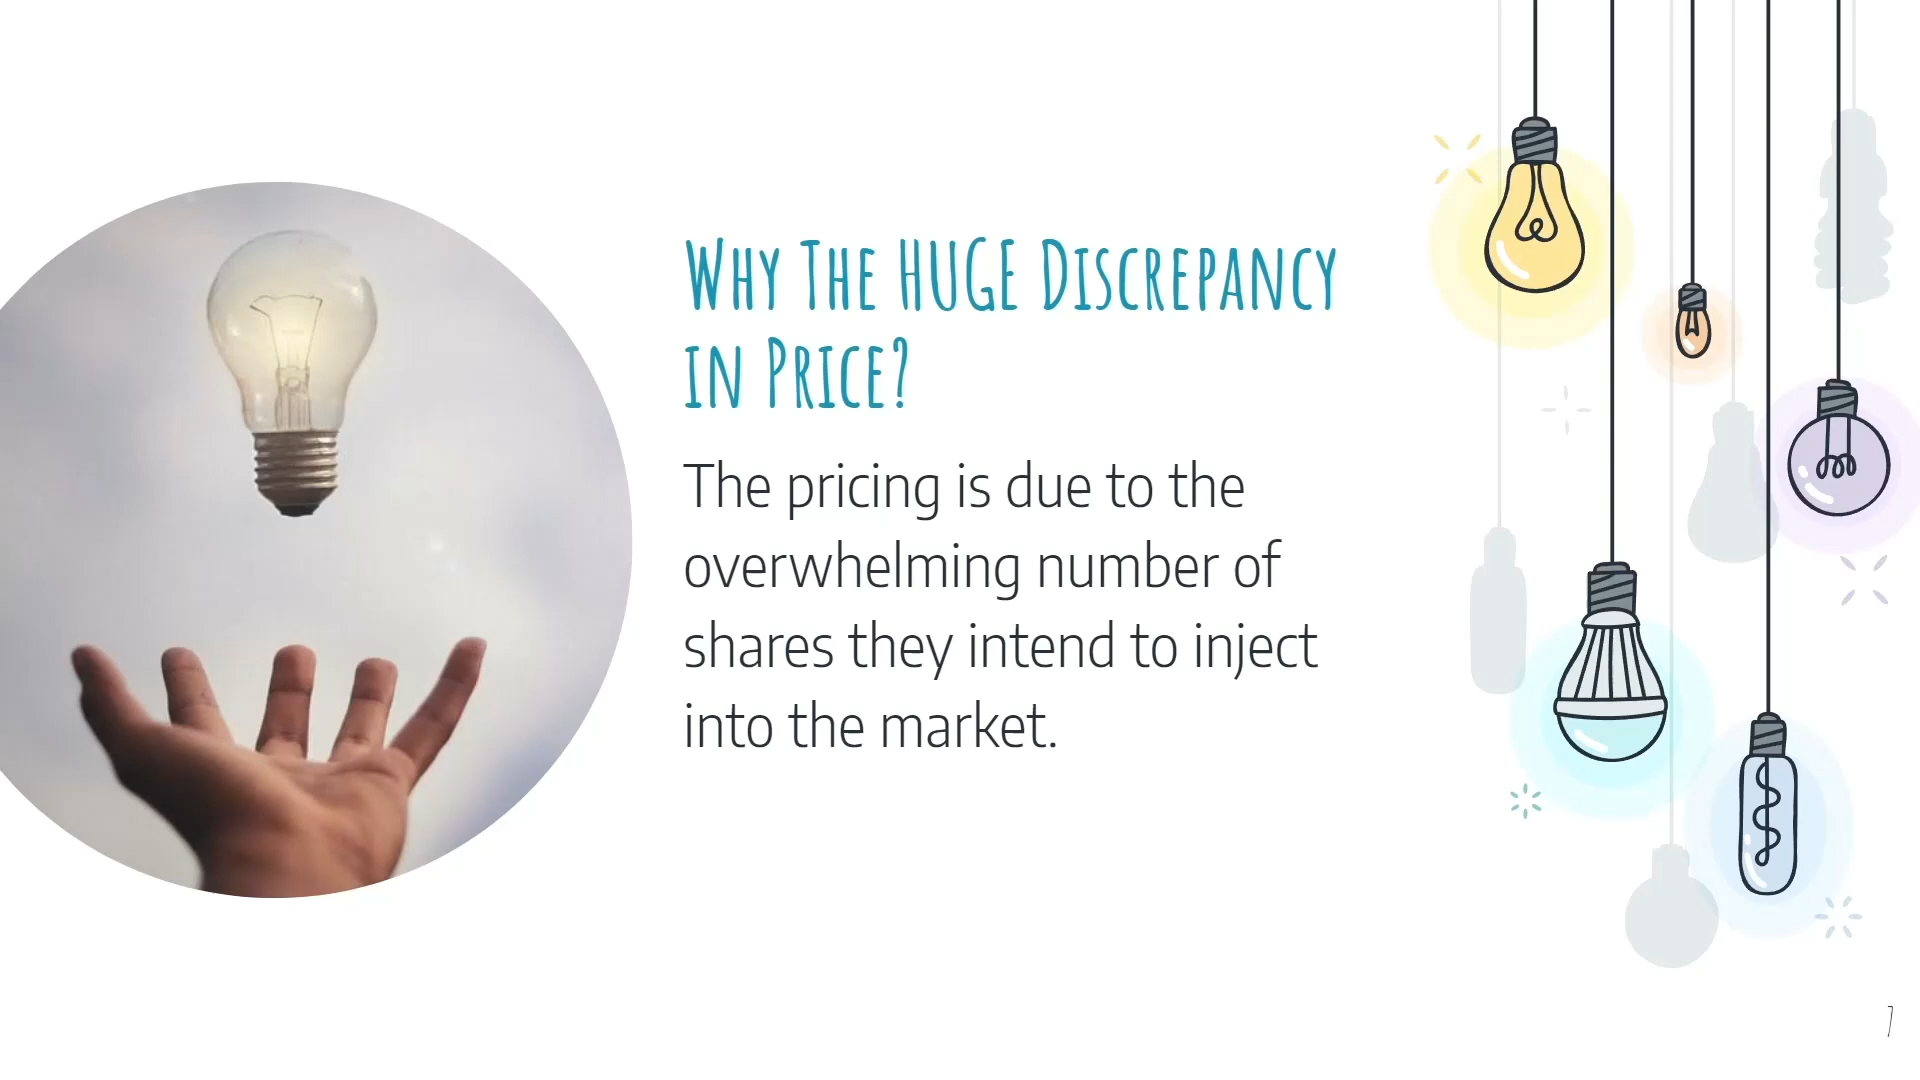 Why The HUGE Discrepancy
in Price?
The pricing is due to the
overwhelming number of
shares they intend to inject
into the market.
7